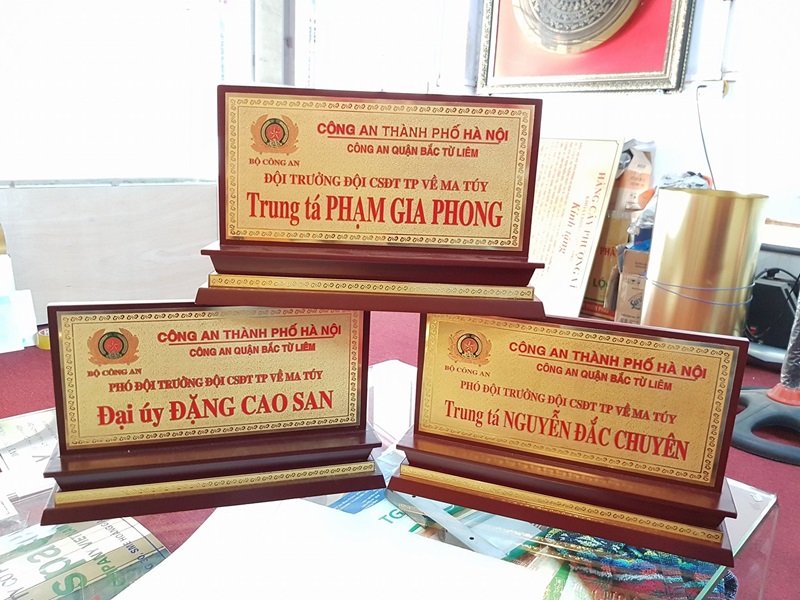 CÔNG AN THÀNH PHỐ HÀ NỘI
CÔNG AN QUẬN BẮC TỪ LIÊM
BỘ CÔNG AN
ĐỘI TRƯỞNG ĐỘI CSĐT TP VỀ MA TÚY
Trung tá PHẠM GIA PHONG
CÔNG AN THÀNH PHỐ HÀ NỘI
CÔNG AN QUẬN BẮC TỪ LIÊM
BỘ CÔNG AN
PHÓ ĐỘI TRƯỞNG ĐỘI CSĐT TP VỀ MA TÚY
Đại úy ĐẶNG CAO SAN
CÔNG AN THÀNH PHỐ HÀ NỘI
CÔNG AN QUẬN BẮC TỪ LIÊM
BỘ CÔNG AN
PHÓ ĐỘI TRƯỞNG ĐỘI CSĐT TP VỀ MA TÚY
Trung tá NGUYỄN ĐẮC CHUYÊN
Kính tặng